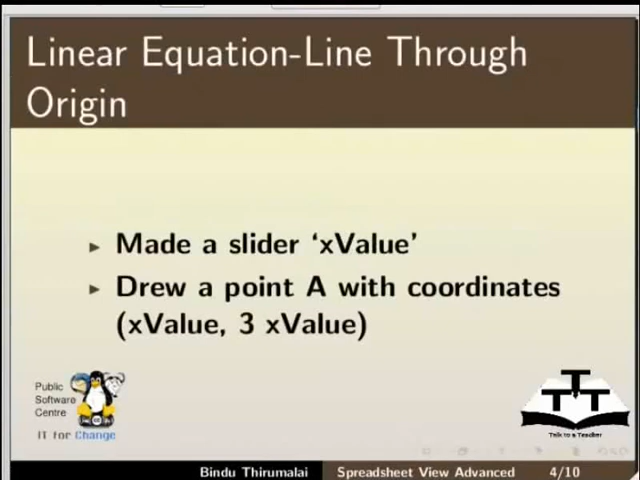 Linear Equation-Line Through
Origin
Made a slider ‘xValue’
Drew a point A with coordinates
(xValue, 3 xValue)
Public
Software
Centre
IT for Change
TTT
Talk to a Teacher
Bindu Thirumalai Spreadsheet View Advanced 4/10